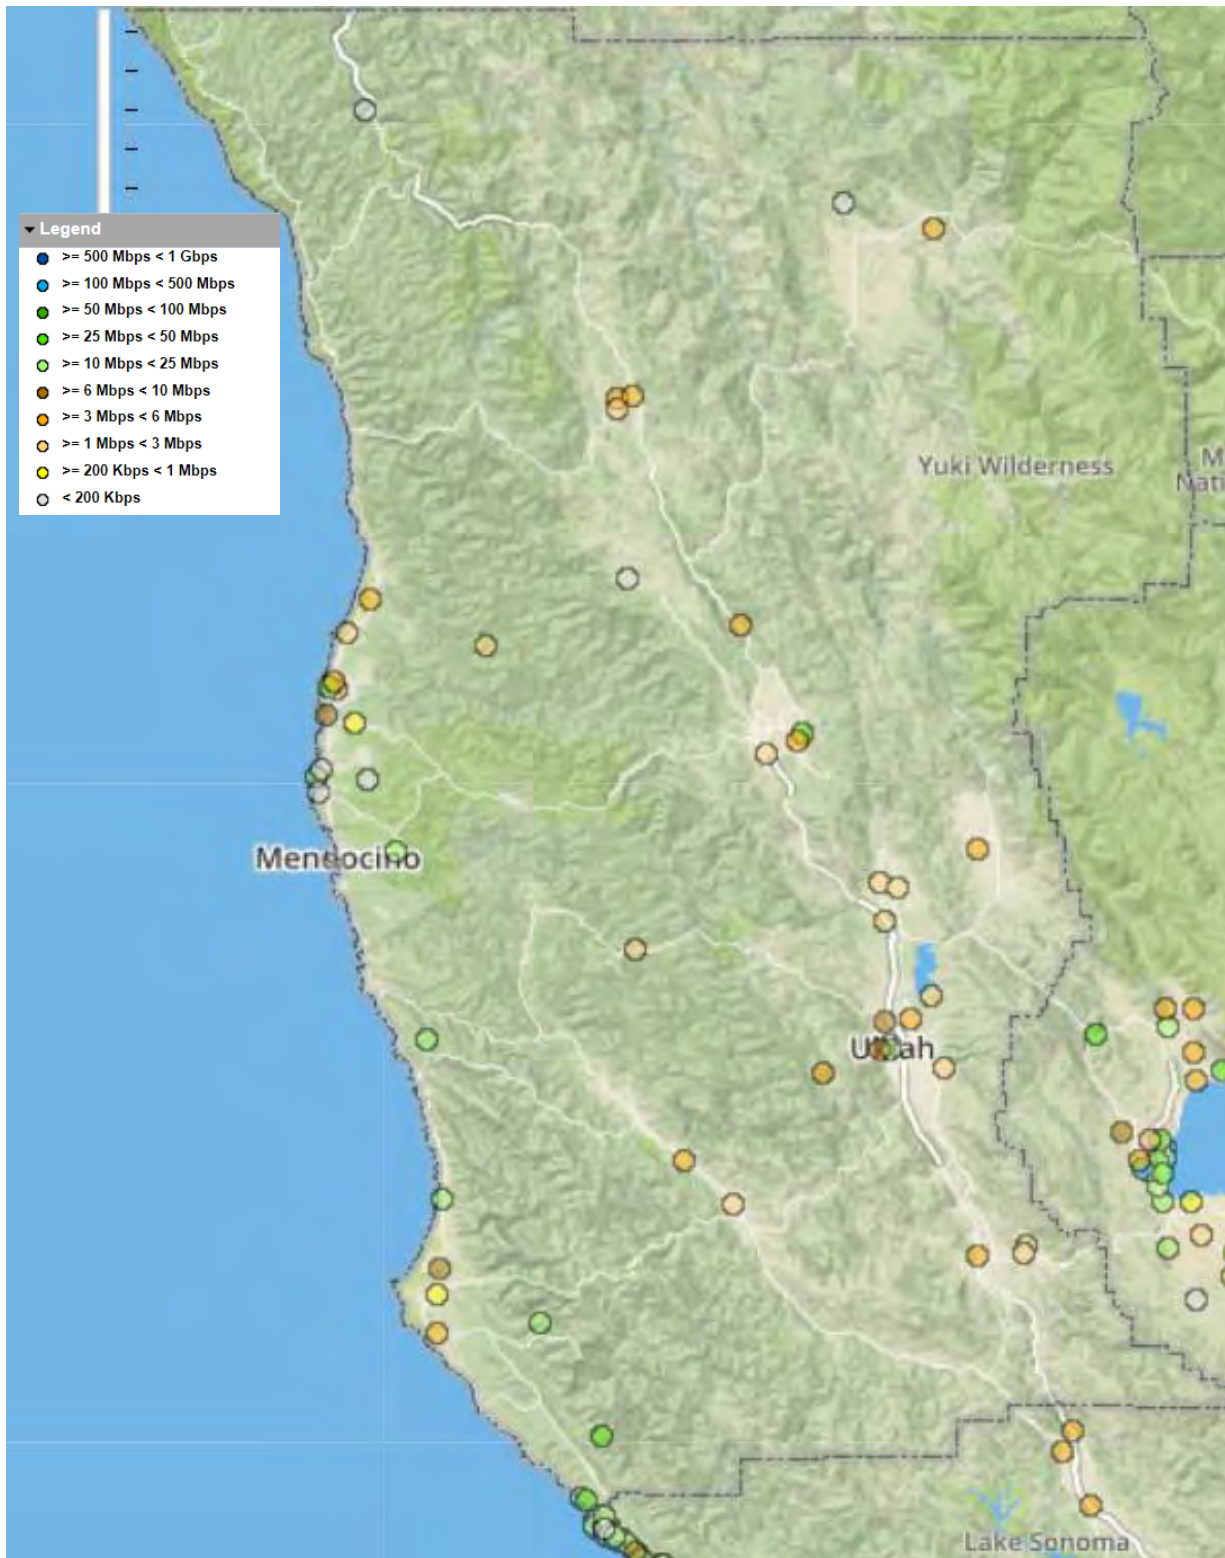 Legend
>= 500 Mbps < 1 Gbps
>= 100 Mbps < 500 Mbps
>= 50 Mbps < 100 Mbps
>= 25 Mbps < 50 Mbps
>= 10 Mbps < 25 Mbps
>= 6 Mbps < 10 Mbps
>= 3 Mbps < 6 Mbps
>= 1 Mbps < 3 Mbps
>= 200 Kbps < 1 Mbps
< 200 Kbps
Yuki Wilderness
M
Nati
Mendocino
Ukiah
Lake Sonoma